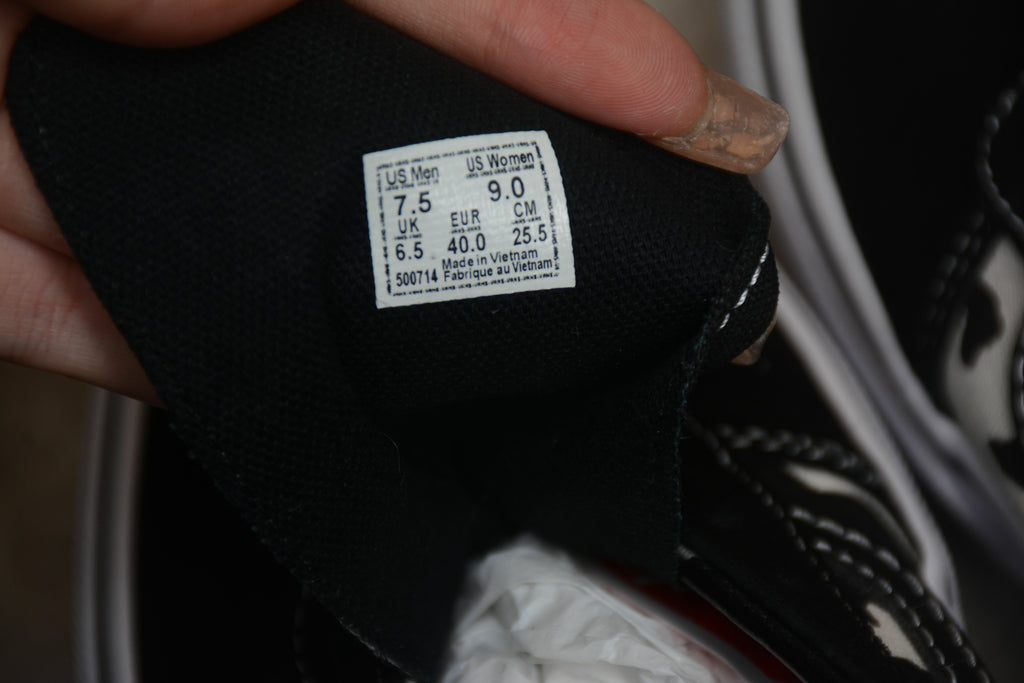 US Men US Women
7.5 9.0
UK EUR CM
6.5 40.0 25.5
Made in Vietnam
500714 Fabrique au Vietnam